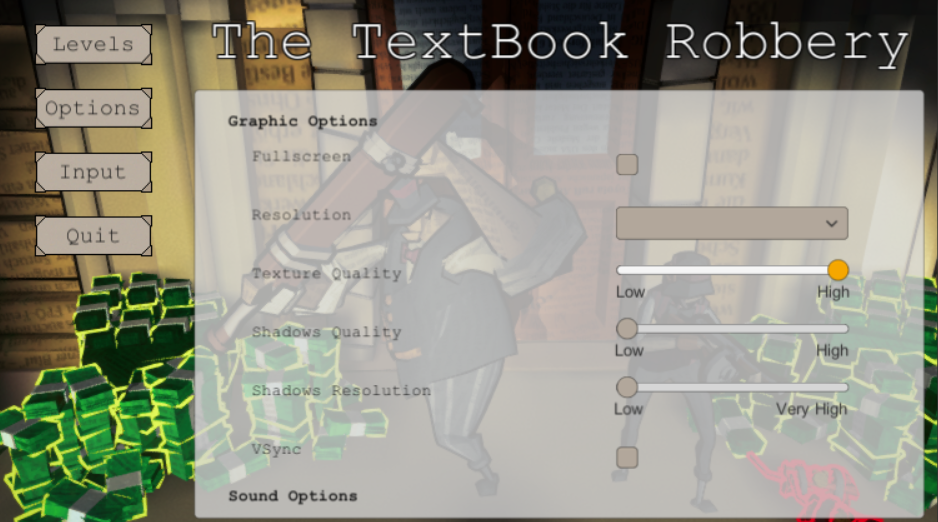 The TextBook Robbery
Levels
Options
Input
Quit
Graphic Options
Fullscreen
Resolution
Texture Quality
Low High
Shadows Quality
Low High
Shadows Resolution
Low Very High
VSync
Sound Options